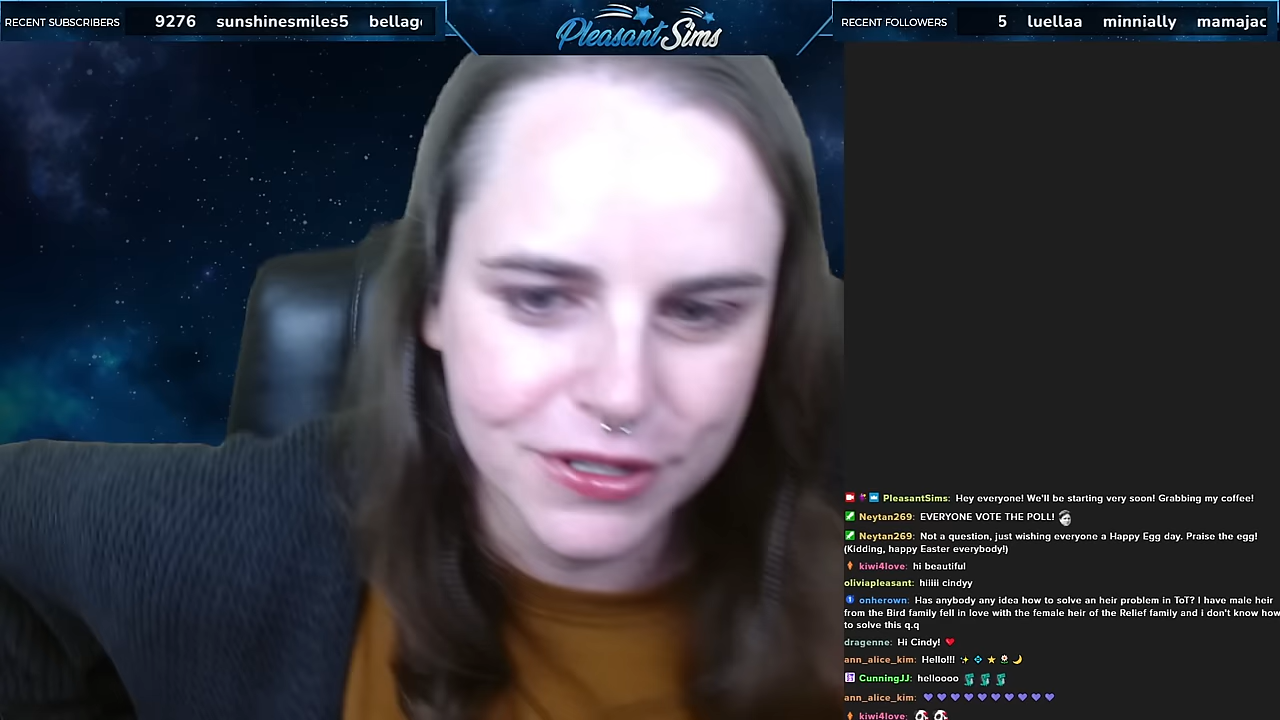 RECENT SUBSCRIBERS 9276 sunshinesmiles5 bellag
PleasantSims
RECENT FOLLOWERS 5 luellaa minnially mamajac
PleasantSims: Hey everyone! We'll be starting very soon! Grabbing my coffee!
Neytan269: EVERYONE VOTE THE POLL!
Neytan269: Not a question, just wishing everyone a Happy Egg day. Praise the egg!
(Kidding, happy Easter everybody!)
kiwi4love: hi beautiful
oliviapleasant: hiiiii cindyy
1 onherown: Has anybody any idea how to solve an heir problem in ToT? I have male heir
from the Bird family fell in love with the female heir of the Relief family and i don't know how
to solve this q.q
dragenne: Hi Cindy! ❤
ann_alice_kim: Hello!!!
CunningJJ: helloooo
ann_alice_kim: 💜💜💜💜💜💜💜💜💜💜
kiwi4love: